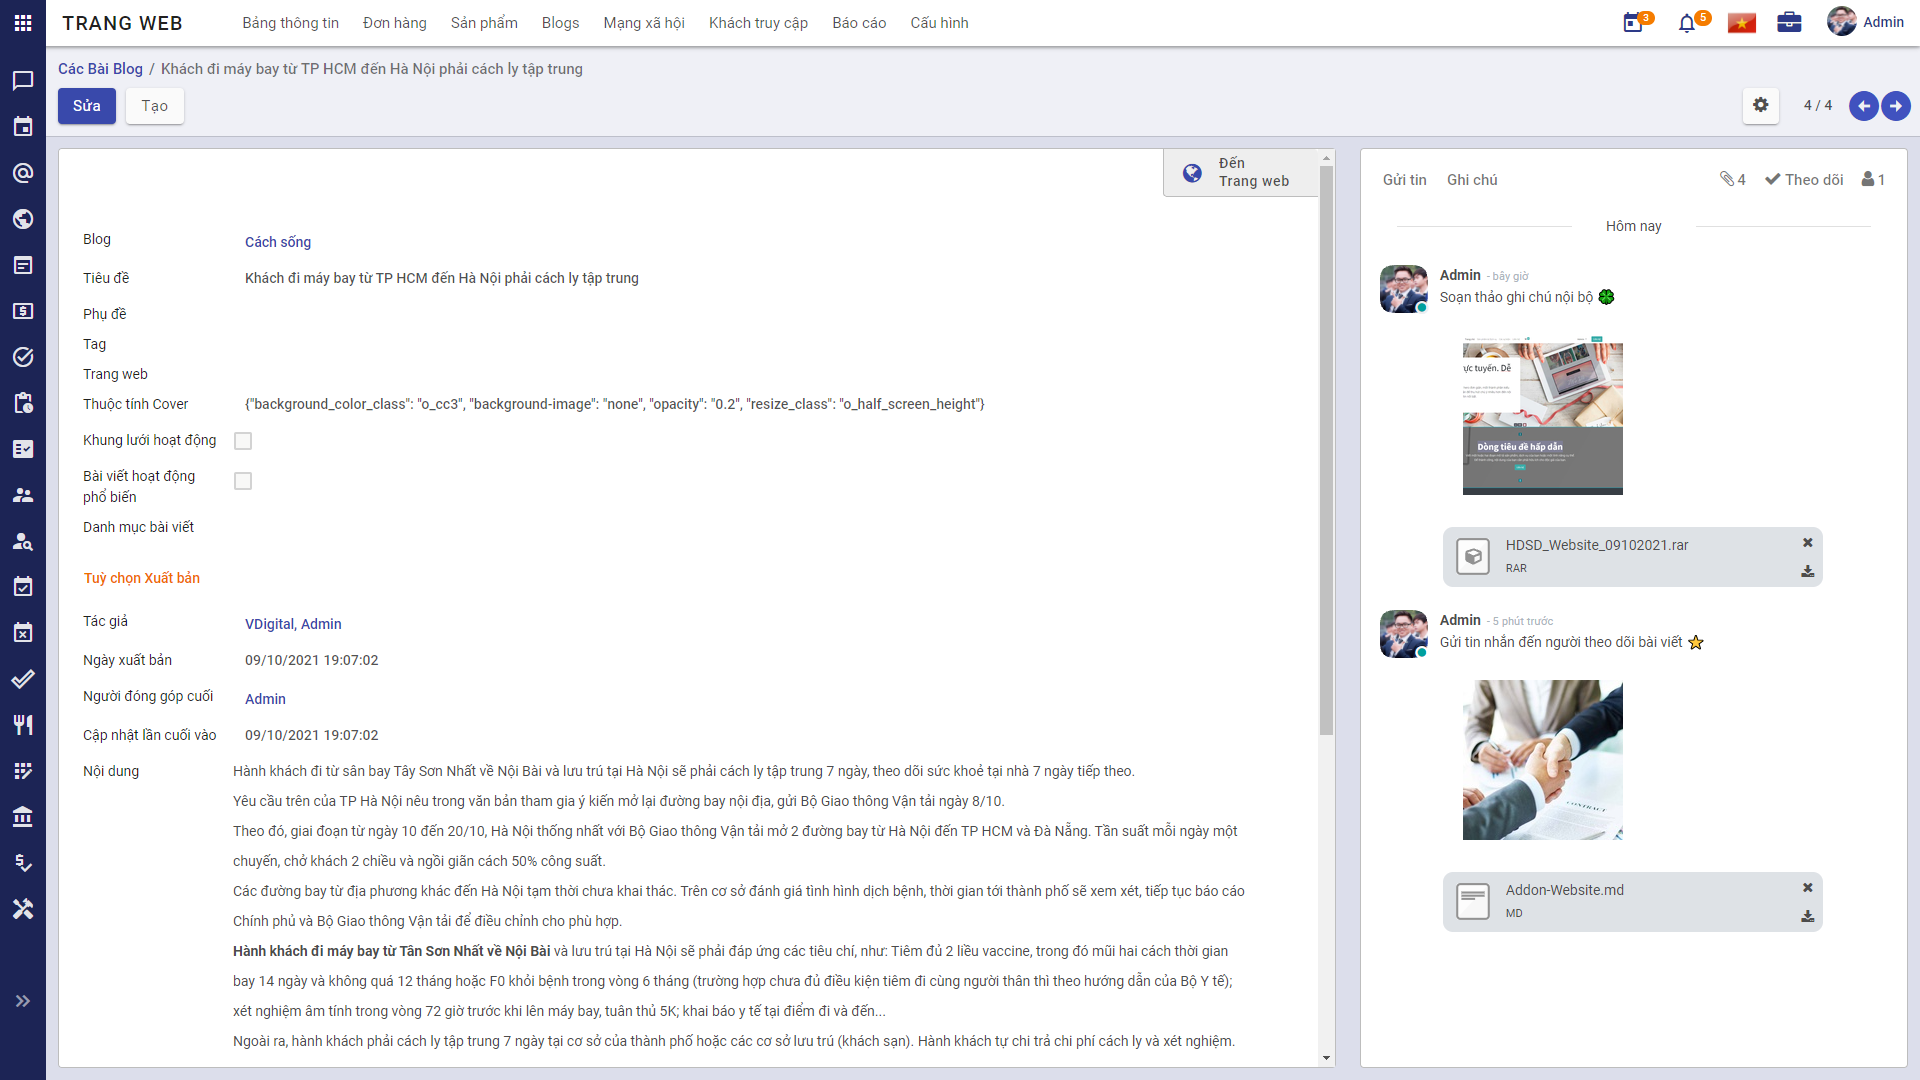 TRANG WEB
Bảng thông tin
Đơn hàng
Sản phẩm
Blogs
Mạng xã hội
Khách truy cập
Báo cáo
Cấu hình
3
5
Admin
Các Bài Blog / Khách đi máy bay từ TP HCM đến Hà Nội phải cách ly tập trung
Sửa
Tạo
4 / 4
Đến
Trang web
Blog
Cách sống
Tiêu đề
Khách đi máy bay từ TP HCM đến Hà Nội phải cách ly tập trung
Phụ đề
Tag
Trang web
Thuộc tính Cover
{"background_color_class": "o_cc3", "background-image": "none", "opacity": "0.2", "resize_class": "o_half_screen_height"}
Khung lưới hoạt động
Bài viết hoạt động
phổ biến
Danh mục bài viết
Tuỳ chọn Xuất bản
Tác giả
VDigital, Admin
Ngày xuất bản
09/10/2021 19:07:02
Người đóng góp cuối
Admin
Cập nhật lần cuối vào
09/10/2021 19:07:02
Nội dung
Hành khách đi từ sân bay Tây Sơn Nhất về Nội Bài và lưu trú tại Hà Nội sẽ phải cách ly tập trung 7 ngày, theo dõi sức khoẻ tại nhà 7 ngày tiếp theo.
Yêu cầu trên của TP Hà Nội nêu trong văn bản tham gia ý kiến mở lại đường bay nội địa, gửi Bộ Giao thông Vận tải ngày 8/10.
Theo đó, giai đoạn từ ngày 10 đến 20/10, Hà Nội thống nhất với Bộ Giao thông Vận tải mở 2 đường bay từ Hà Nội đến TP HCM và Đà Nẵng. Tần suất mỗi ngày một
chuyến, chở khách 2 chiều và ngồi giãn cách 50% công suất.
Các đường bay từ địa phương khác đến Hà Nội tạm thời chưa khai thác. Trên cơ sở đánh giá tình hình dịch bệnh, thời gian tới thành phố sẽ xem xét, tiếp tục báo cáo
Chính phủ và Bộ Giao thông Vận tải để điều chỉnh cho phù hợp.
Hành khách đi máy bay từ Tân Sơn Nhất về Nội Bài và lưu trú tại Hà Nội sẽ phải đáp ứng các tiêu chí, như: Tiêm đủ 2 liều vaccine, trong đó mũi hai cách thời gian
bay 14 ngày và không quá 12 tháng hoặc F0 khỏi bệnh trong vòng 6 tháng (trường hợp chưa đủ điều kiện tiêm đi cùng người thân thì theo hướng dẫn của Bộ Y tế);
xét nghiệm âm tính trong vòng 72 giờ trước khi lên máy bay, tuân thủ 5K; khai báo y tế tại điểm đi và đến...
Ngoài ra, hành khách phải cách ly tập trung 7 ngày tại cơ sở của thành phố hoặc các cơ sở lưu trú (khách sạn). Hành khách tự chi trả chi phí cách ly và xét nghiệm.
Gửi tin
Ghi chú
4
Theo dõi
1
Hôm nay
Admin - bây giờ
Soạn thảo ghi chú nội bộ
rực tuyến. Dễ
Dòng tiêu đề hấp dẫn
HDSD_Website_09102021.rar
RAR
Admin - 5 phút trước
Gửi tin nhắn đến người theo dõi bài viết
CONTRACT
Addon-Website.md
MD